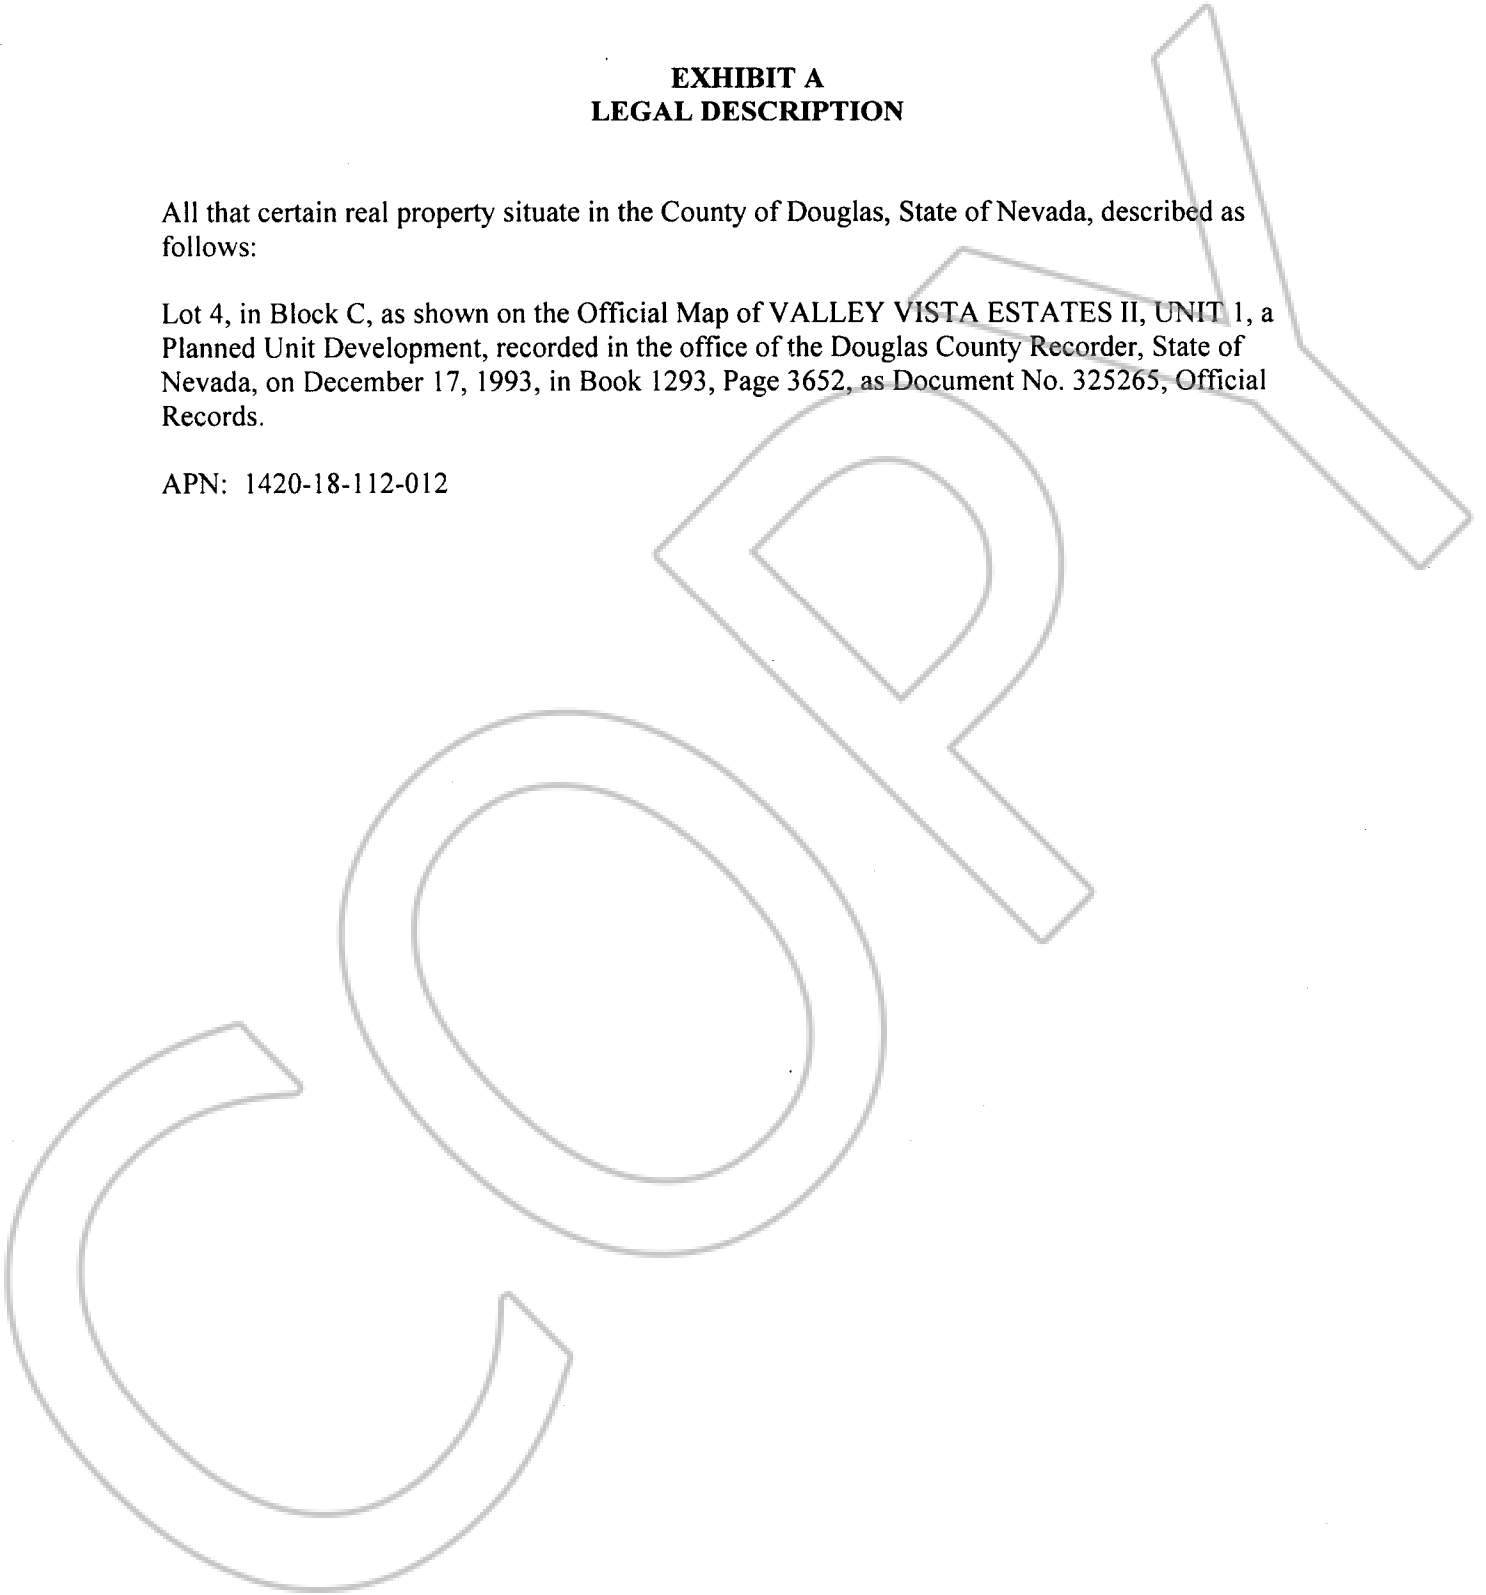 EXHIBIT A
LEGAL DESCRIPTION
All that certain real property situate in the County of Douglas, State of Nevada, described as
follows:
Lot 4, in Block C, as shown on the Official Map of VALLEY VISTA ESTATES II, UNIT 1, a
Planned Unit Development, recorded in the office of the Douglas County Recorder, State of
Nevada, on December 17, 1993, in Book 1293, Page 3652, as Document No. 325265, Official
Records.
APN: 1420-18-112-012
COPY